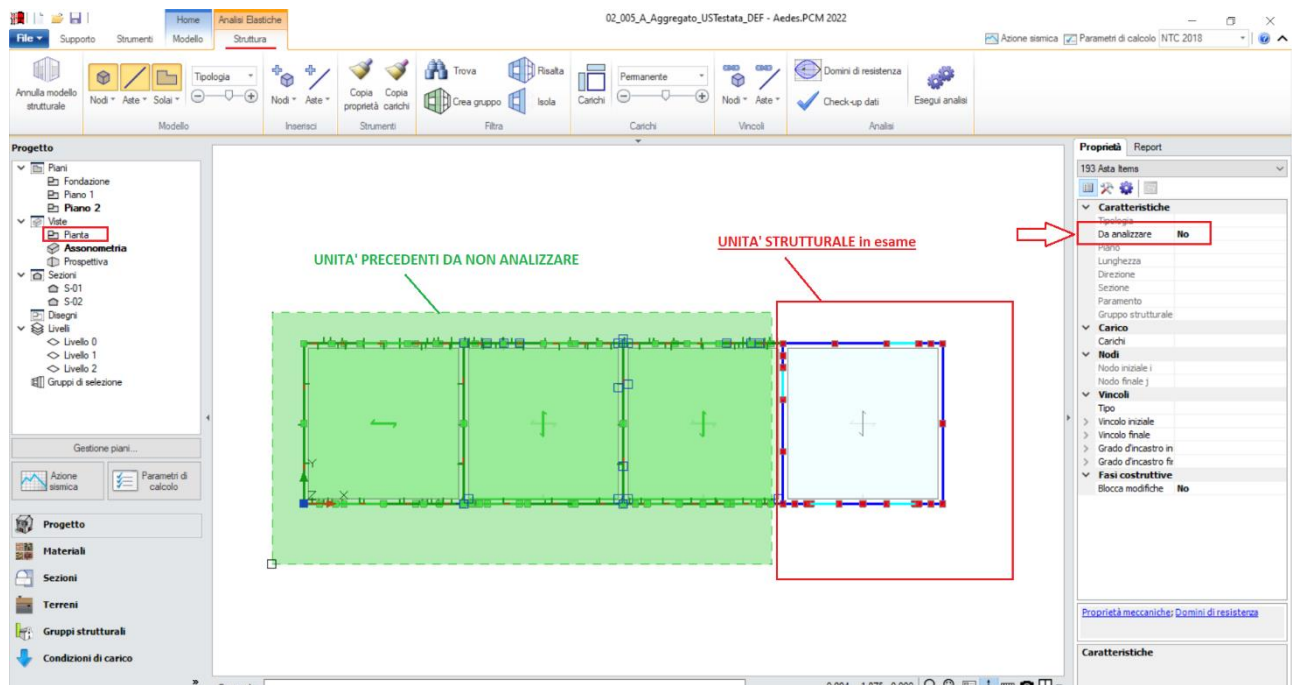 02_005_A_Aggregato_USTestata_DEF - Aedes.PCM 2022
Home
Analisi Elastiche
File
Supporto
Strumenti
Modello
Struttura
Azione sismica
Parametri di calcolo
NTC 2018
Annulla modello
strutturale
Nodi
Aste
Solai
Tipologia
Modello
Nodi
Aste
Inserisci
Copia
proprietà
Copia
carichi
Strumenti
Trova
Crea gruppo
Risalta
Isola
Filtra
Carichi
Permanente
Carichi
Nodi
Aste
Vincoli
Domini di resistenza
Check-up dati
Esegui analisi
Analisi
Progetto
Piani
Fondazione
Piano 1
Piano 2
Viste
Pianta
Assonometria
Prospettiva
Sezioni
S-01
S-02
Disegni
Livelli
Livello 0
Livello 1
Livello 2
Gruppi di selezione
Gestione piani...
Azione
sismica
Parametri di
calcolo
Progetto
Materiali
Sezioni
Terreni
Gruppi strutturali
Condizioni di carico
»
UNITA' PRECEDENTI DA NON ANALIZZARE
UNITA' STRUTTURALE in esame
Y
Z
X
Proprietà
Report
193 Asta Items
Caratteristiche
Tipologia
Da analizzare No
Piano
Lunghezza
Direzione
Sezione
Paramento
Gruppo strutturale
Carico
Carichi
Nodi
Nodo iniziale i
Nodo finale j
Vincoli
Tipo
Vincolo iniziale
Vincolo finale
Grado d'incastro in
Grado d'incastro fir
Fasi costruttive
Blocca modifiche No
Proprietà meccaniche; Domini di resistenza
Caratteristiche